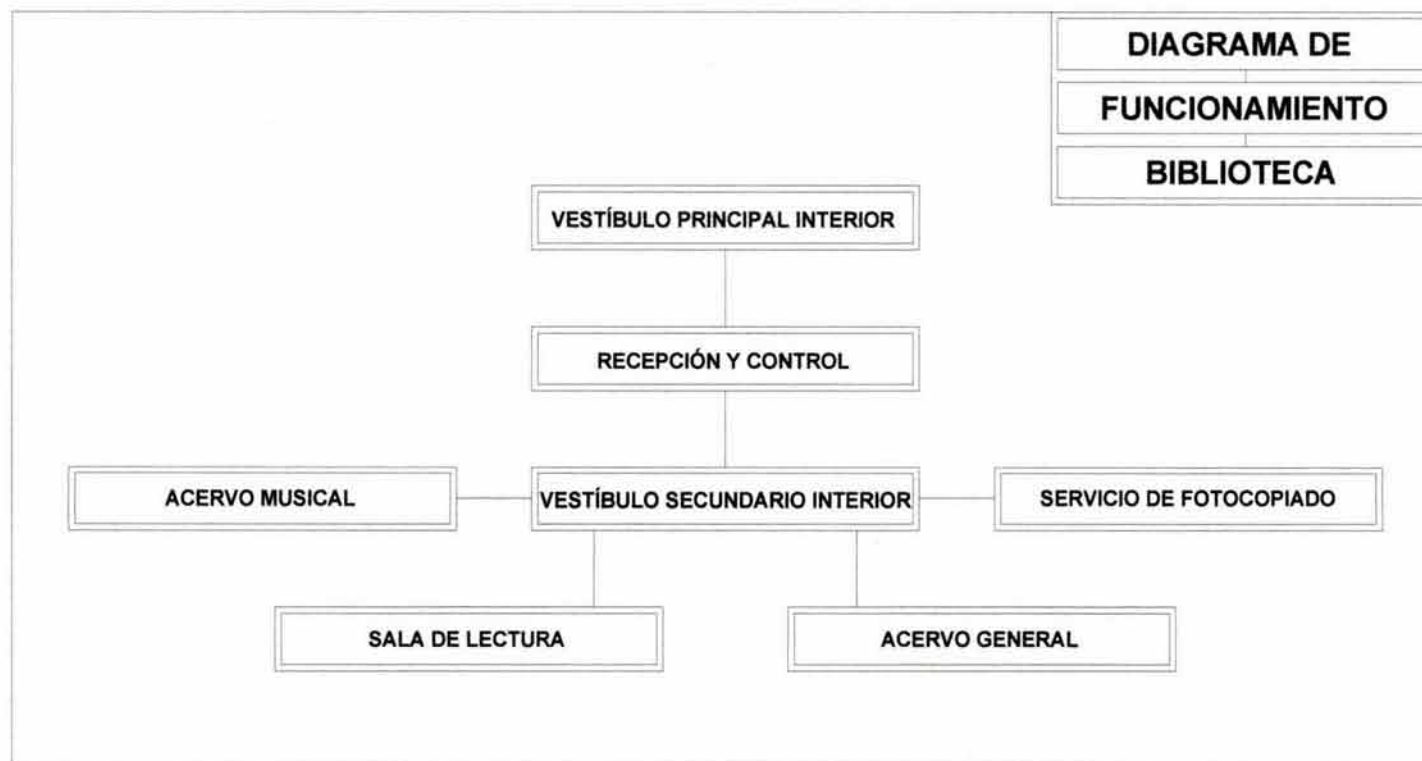 DIAGRAMA DE
FUNCIONAMIENTO
BIBLIOTECA
VESTÍBULO PRINCIPAL INTERIOR
RECEPCIÓN Y CONTROL
ACERVO MUSICAL
VESTÍBULO SECUNDARIO INTERIOR
SERVICIO DE FOTOCOPIADO
SALA DE LECTURA
ACERVO GENERAL